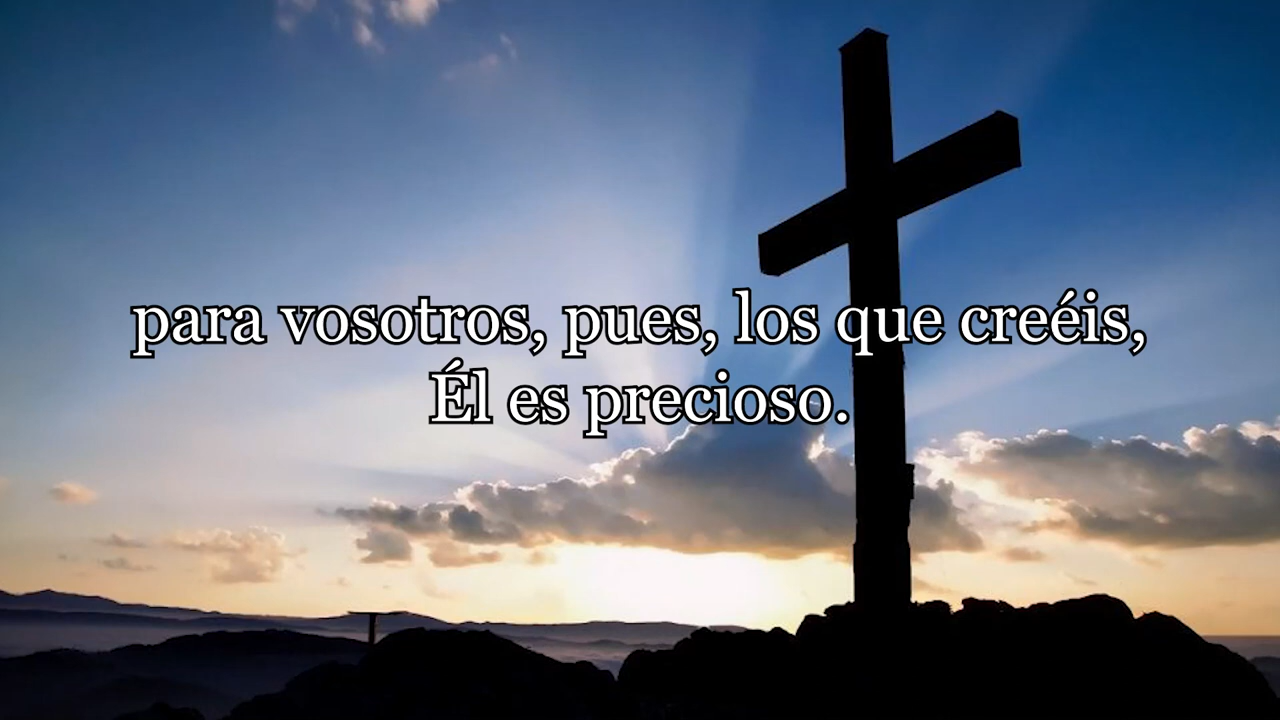 para vosotros, pues, los que creéis,
Él es precioso.